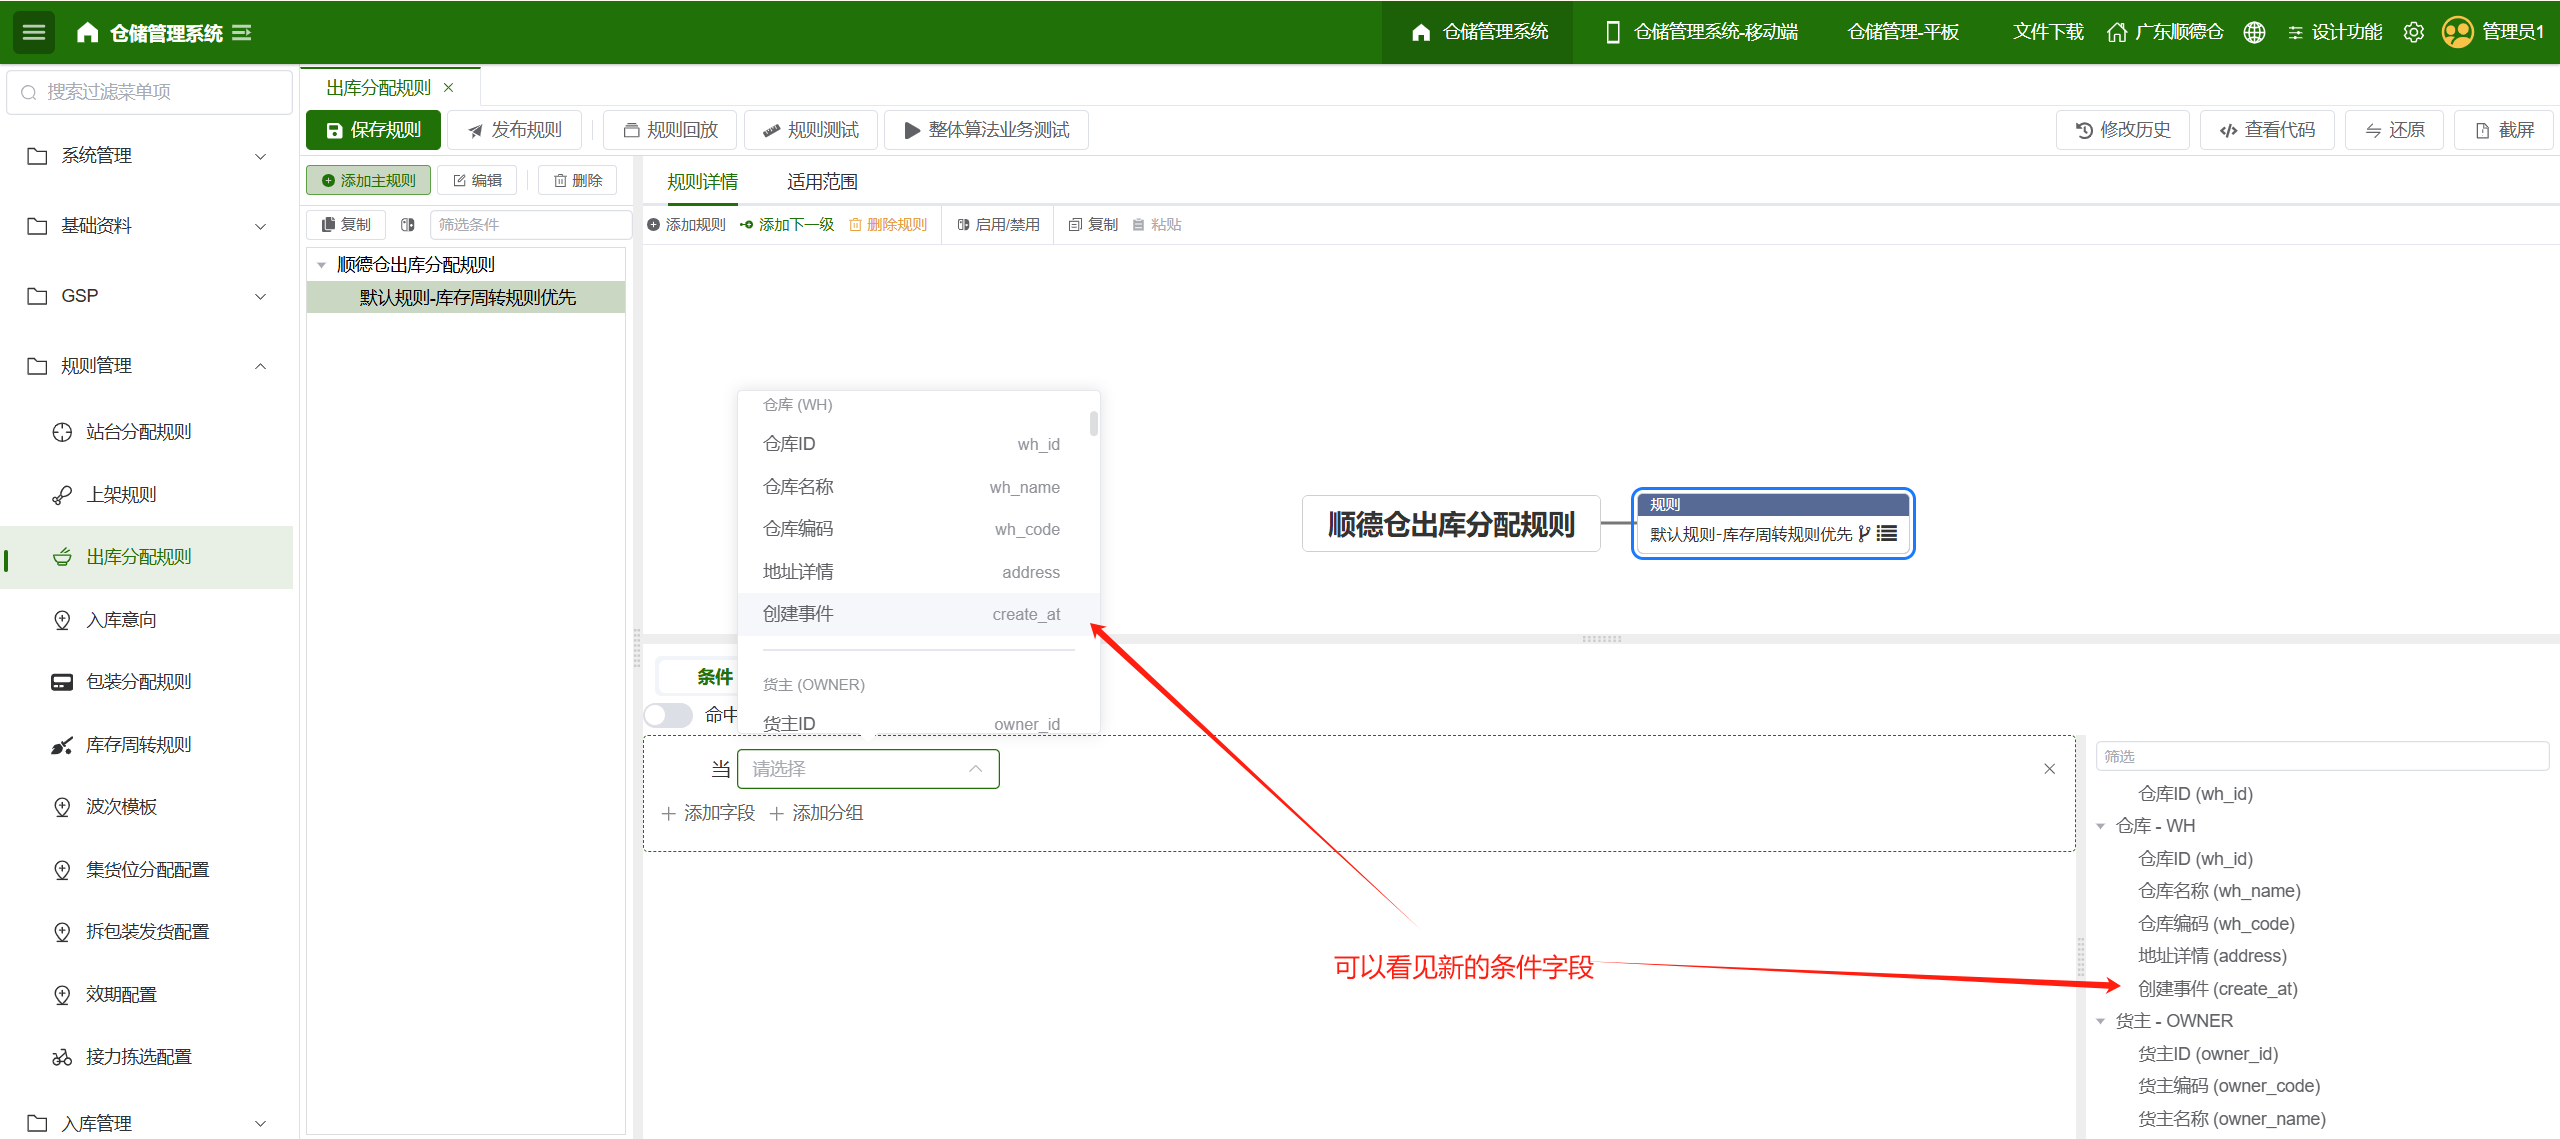 仓储管理系统
仓储管理系统
仓储管理系统-移动端
仓储管理-平板
文件下载
广东顺德仓
设计功能
管理员1
搜索过滤菜单项
系统管理
基础资料
GSP
规则管理
站台分配规则
上架规则
出库分配规则
入库意向
包装分配规则
库存周转规则
波次模板
集货位分配配置
拆包装发货配置
效期配置
接力拣选配置
入库管理
出库分配规则
保存规则
发布规则
规则回放
规则测试
整体算法业务测试
修改历史
查看代码
还原
截屏
添加主规则
编辑
删除
复制
筛选条件
顺德仓出库分配规则
默认规则-库存周转规则优先
规则详情
适用范围
添加规则
添加下一级
删除规则
启用/禁用
复制
粘贴
顺德仓出库分配规则
规则
默认规则-库存周转规则优先
仓库 (WH)
仓库ID wh_id
仓库名称 wh_name
仓库编码 wh_code
地址详情 address
创建事件 create_at
货主 (OWNER)
货主ID owner_id
条件
命中
当 请选择
添加字段
添加分组
可以看见新的条件字段
筛选
仓库ID (wh_id)
仓库 - WH
仓库ID (wh_id)
仓库名称 (wh_name)
仓库编码 (wh_code)
地址详情 (address)
创建事件 (create_at)
货主 - OWNER
货主ID (owner_id)
货主编码 (owner_code)
货主名称 (owner_name)